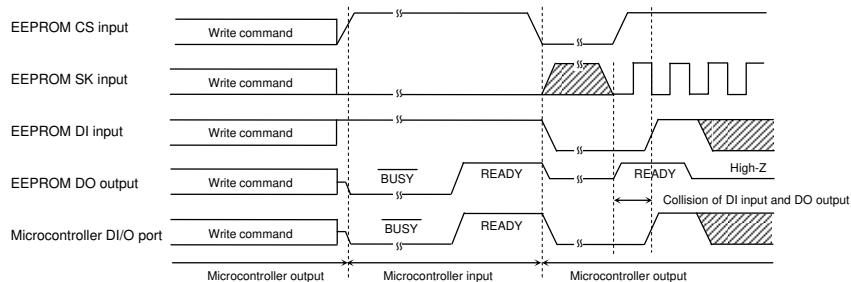 EEPROM CS input
Write command
EEPROM SK input
Write command
EEPROM DI input
Write command
EEPROM DO output
Write command
BUSY
READY
READY
High-Z
Collision of DI input and DO output
Microcontroller DI/O port
Write command
BUSY
READY
Microcontroller output
Microcontroller input
Microcontroller output